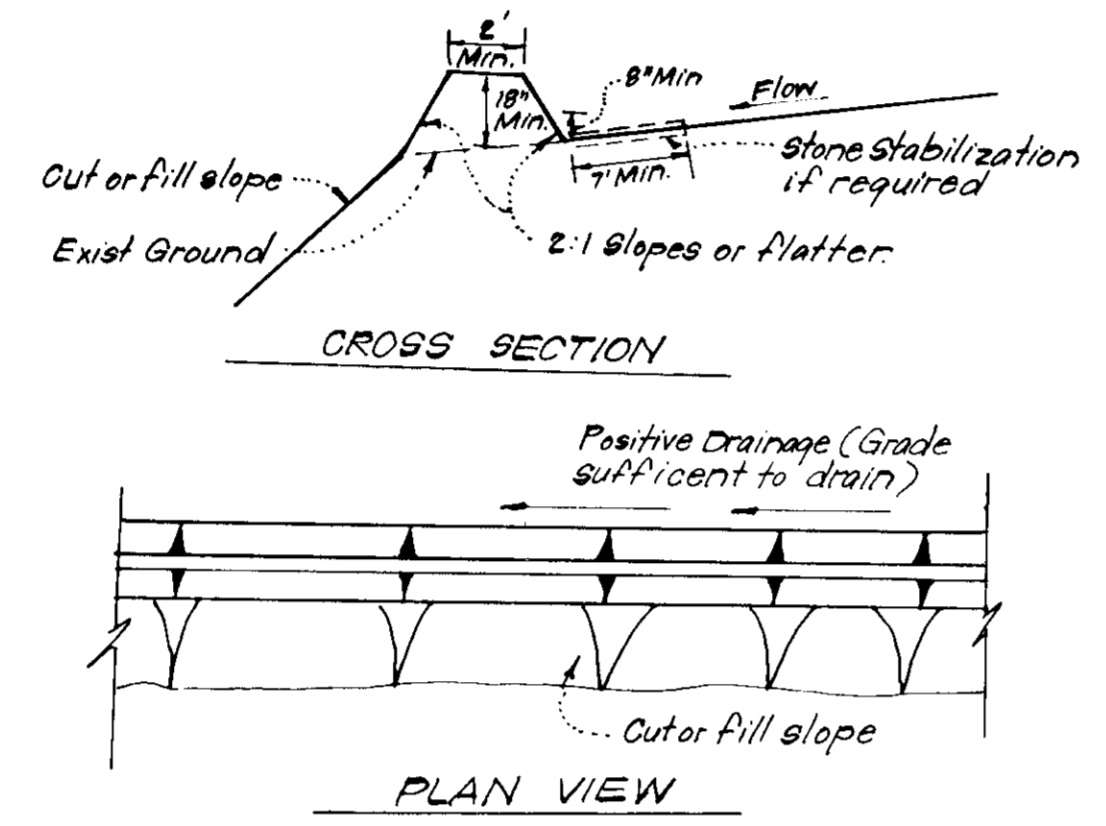 2'
Min.
8" Min
Flow
18"
Min.
Stone Stabilization
if required
7' Min.
Cut or fill slope
Exist Ground
2:1 Slopes or flatter.
CROSS SECTION
Positive Drainage (Grade
sufficent to drain)
Cut or fill slope
PLAN VIEW